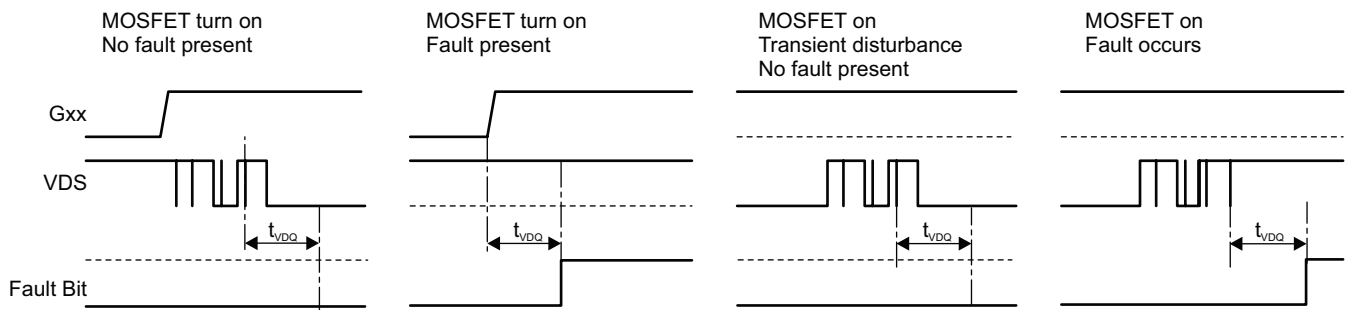 MOSFET turn on
No fault present
MOSFET turn on
Fault present
MOSFET on
Transient disturbance
No fault present
MOSFET on
Fault occurs
Gxx
VDS
tVDQ
tVDQ
tVDQ
tVDQ
Fault Bit